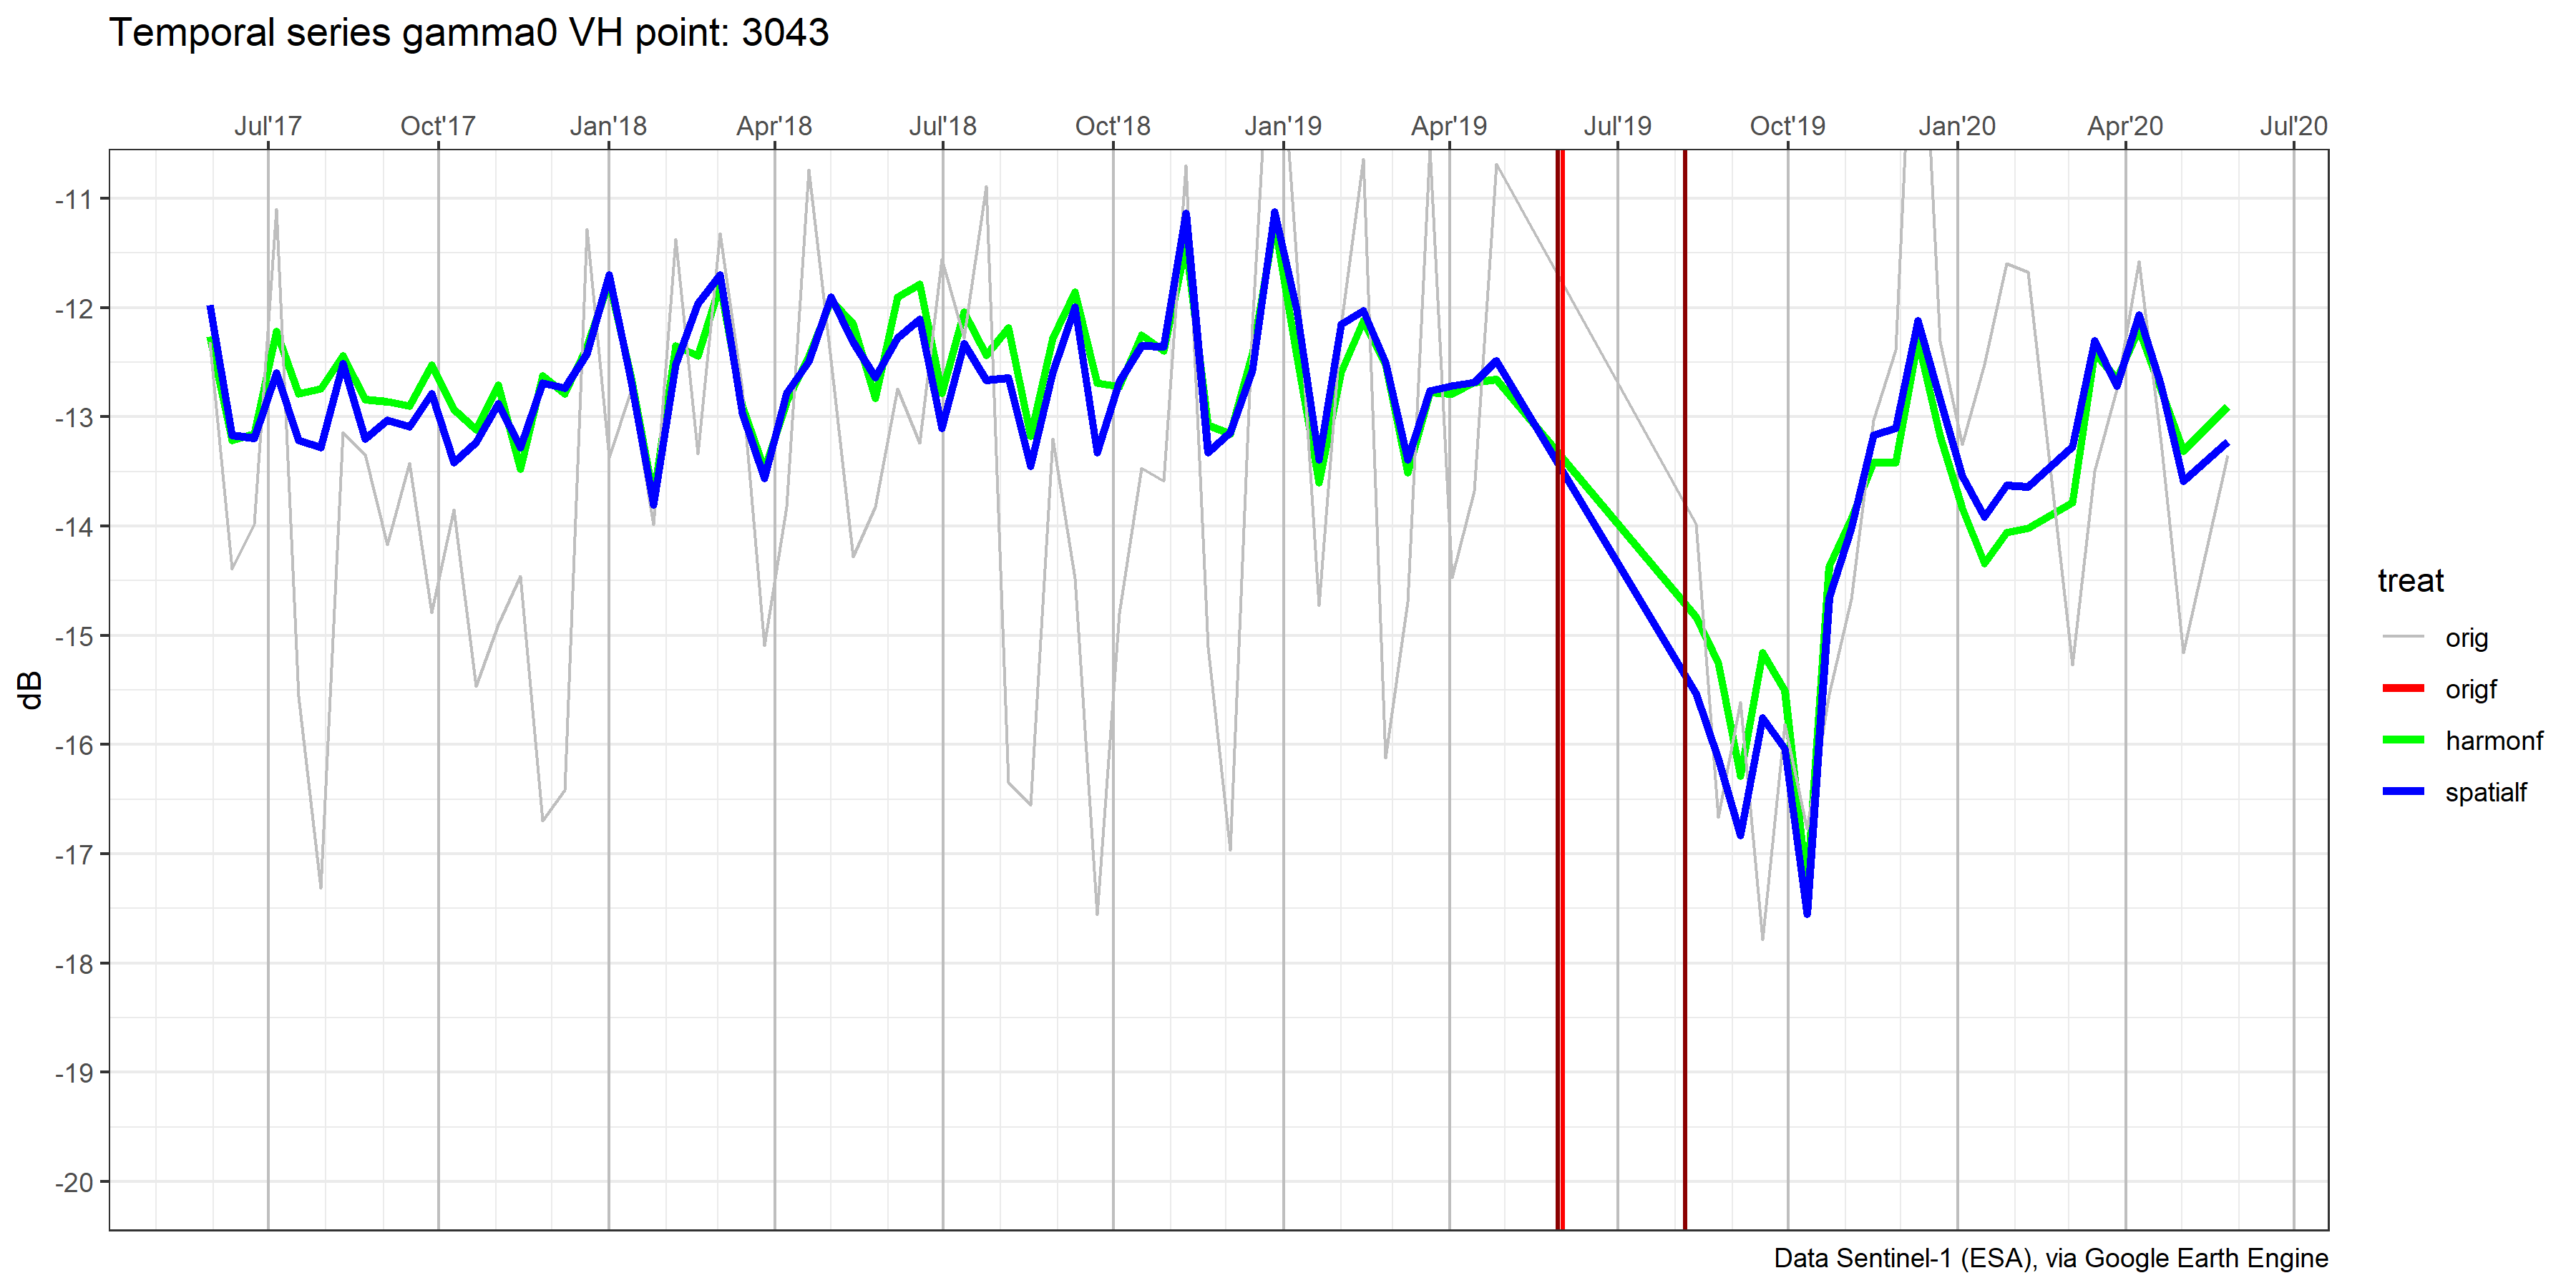 Temporal series gamma0 VH point: 3043
Jul'17 Oct'17 Jan'18 Apr'18 Jul'18 Oct'18 Jan'19 Apr'19 Jul'19 Oct'19 Jan'20 Apr'20 Jul'20
-11
-12
-13
-14
-15
-16
-17
-18
-19
-20
dB
treat
orig
origf
harmonf
spatialf
Data Sentinel-1 (ESA), via Google Earth Engine